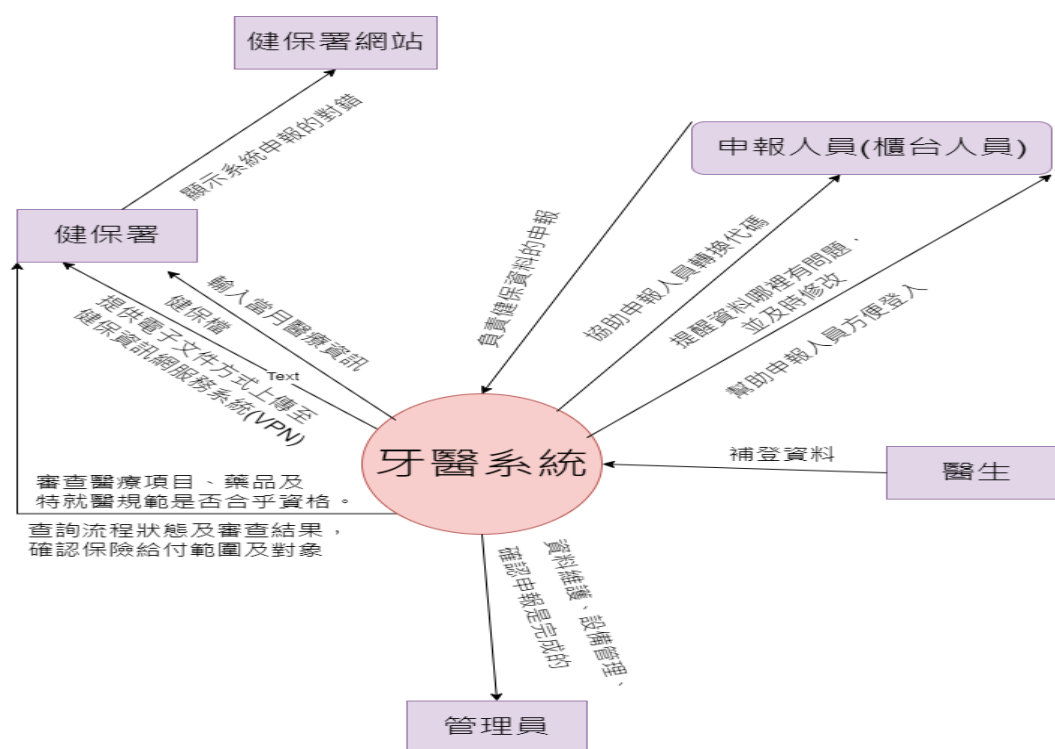 健保署網站
顯示系統申報的對錯
申報人員(櫃台人員)
健保署
負責健保資料的申報
協助申報人員轉換代碼
提醒資料哪裡有問題，
並及時修改
幫助申報人員方便登入
輸入當月醫療資訊
健保檔
Text
提供電子文件方式上傳至
健保資訊網服務系統(VPN)
牙醫系統
補登資料
醫生
審查醫療項目、藥品及
特就醫規範是否合乎資格。
查詢流程狀態及審查結果，
確認保險給付範圍及對象
資料維護、設備管理、
確認申報是完成的
管理員